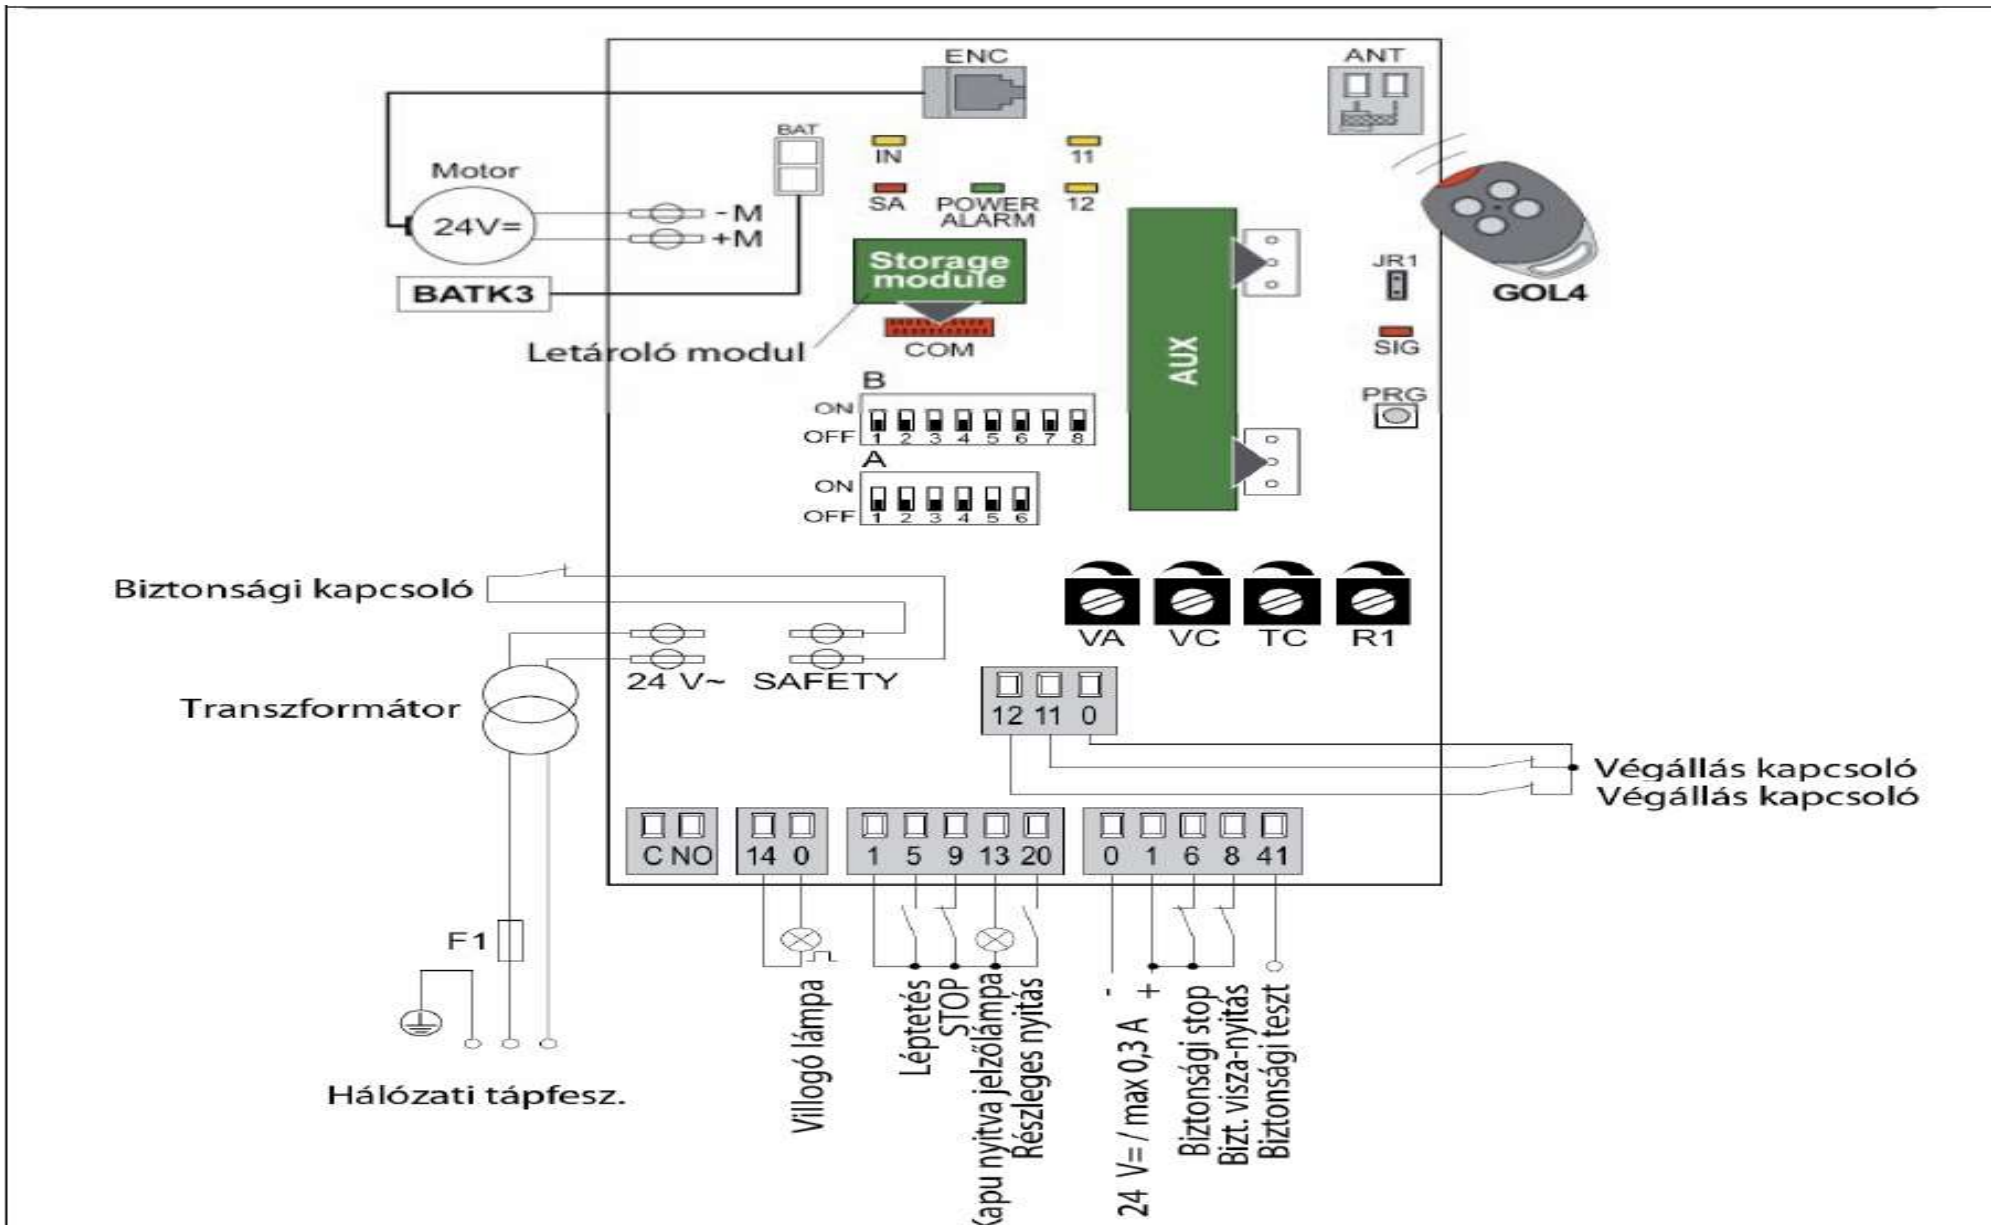 ENC
ANT
BAT
IN
11
SA
POWER
ALARM
12
Motor
24V=
- M
+M
BATK3
Storage
module
COM
Letároló modul
AUX
JR1
SIG
PRG
GOL4
B
ON
OFF
1 2 3 4 5 6 7 8
A
ON
OFF
1 2 3 4 5 6
Biztonsági kapcsoló
24 V~
SAFETY
Transzformátor
VA
VC
TC
R1
12 11 0
Végállás kapcsoló
Végállás kapcsoló
C NO
14 0
1 5 9 13 20
0 1 6 8 41
F1
Hálózati tápfesz.
Villogó lámpa
Léptetés
STOP
Kapu nyitva jelzőlámpa
Részleges nyitás
24 V= / max 0,3 A
- +
Biztonsági stop
Bizt. visza-nyitás
Biztonsági teszt